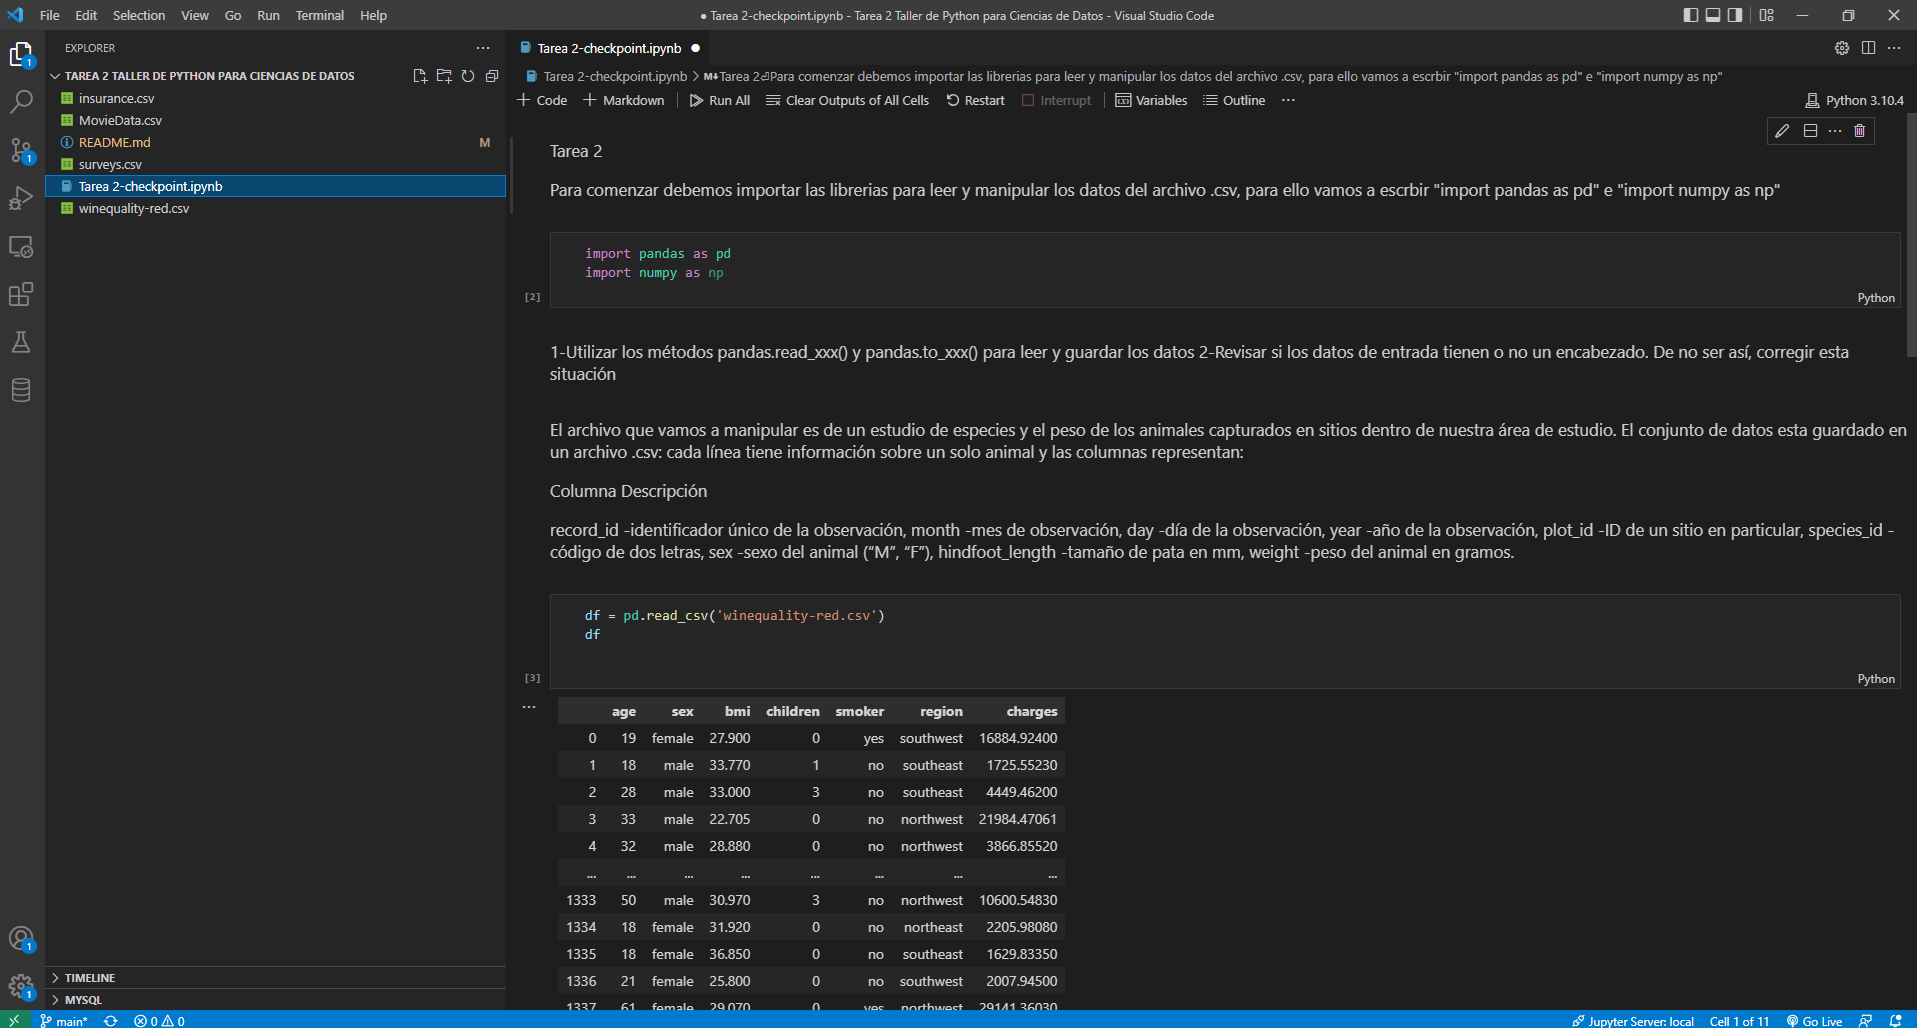 File Edit Selection View Go Run Terminal Help
● Tarea 2-checkpoint.ipynb - Tarea 2 Taller de Python para Ciencias de Datos - Visual Studio Code
EXPLORER
TAREA 2 TALLER DE PYTHON PARA CIENCIAS DE DATOS
insurance.csv
MovieData.csv
README.md M
surveys.csv
Tarea 2-checkpoint.ipynb
winequality-red.csv
TIMELINE
MYSQL
1
1
1
1
Tarea 2-checkpoint.ipynb ●
Tarea 2-checkpoint.ipynb > M↓Tarea 2⏎Para comenzar debemos importar las librerias para leer y manipular los datos del archivo .csv, para ello vamos a escrbir "import pandas as pd" e "import numpy as np"
+ Code + Markdown | Run All Clear Outputs of All Cells Restart Interrupt | Variables Outline ...
Python 3.10.4
Tarea 2
Para comenzar debemos importar las librerias para leer y manipular los datos del archivo .csv, para ello vamos a escrbir "import pandas as pd" e "import numpy as np"
import pandas as pd
import numpy as np
[2]
Python
1-Utilizar los métodos pandas.read_xxx() y pandas.to_xxx() para leer y guardar los datos 2-Revisar si los datos de entrada tienen o no un encabezado. De no ser así, corregir esta
situación
El archivo que vamos a manipular es de un estudio de especies y el peso de los animales capturados en sitios dentro de nuestra área de estudio. El conjunto de datos esta guardado en
un archivo .csv: cada línea tiene información sobre un solo animal y las columnas representan:
Columna Descripción
record_id -identificador único de la observación, month -mes de observación, day -día de la observación, year -año de la observación, plot_id -ID de un sitio en particular, species_id -
código de dos letras, sex -sexo del animal (“M”, “F”), hindfoot_length -tamaño de pata en mm, weight -peso del animal en gramos.
df = pd.read_csv('winequality-red.csv')
df
[3]
Python
...
age sex bmi children smoker region charges
0 19 female 27.900 0 yes southwest 16884.92400
1 18 male 33.770 1 no southeast 1725.55230
2 28 male 33.000 3 no southeast 4449.46200
3 33 male 22.705 0 no northwest 21984.47061
4 32 male 28.880 0 no northwest 3866.85520
... ... ... ... ... ... ... ...
1333 50 male 30.970 3 no northwest 10600.54830
1334 18 female 31.920 0 no northeast 2205.98080
1335 18 female 36.850 0 no southeast 1629.83350
1336 21 female 25.800 0 no southwest 2007.94500
1337 61 female 29.070 0 yes northwest 29141.36030
main* 0 0
Jupyter Server: local Cell 1 of 11 Go Live